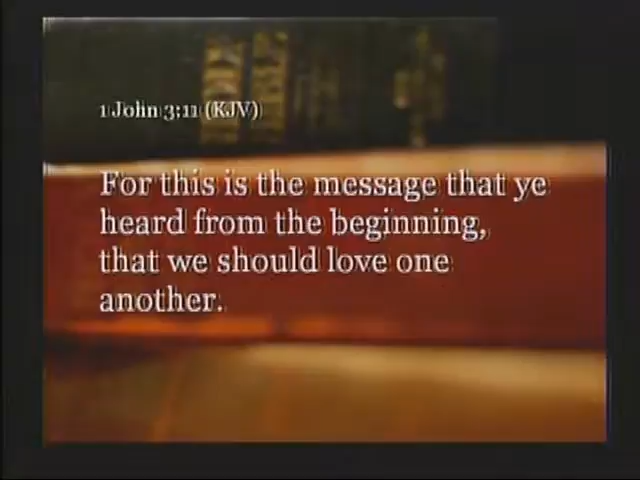 1 John 3:11 (KJV)
For this is the message that ye
heard from the beginning,
that we should love one
another.